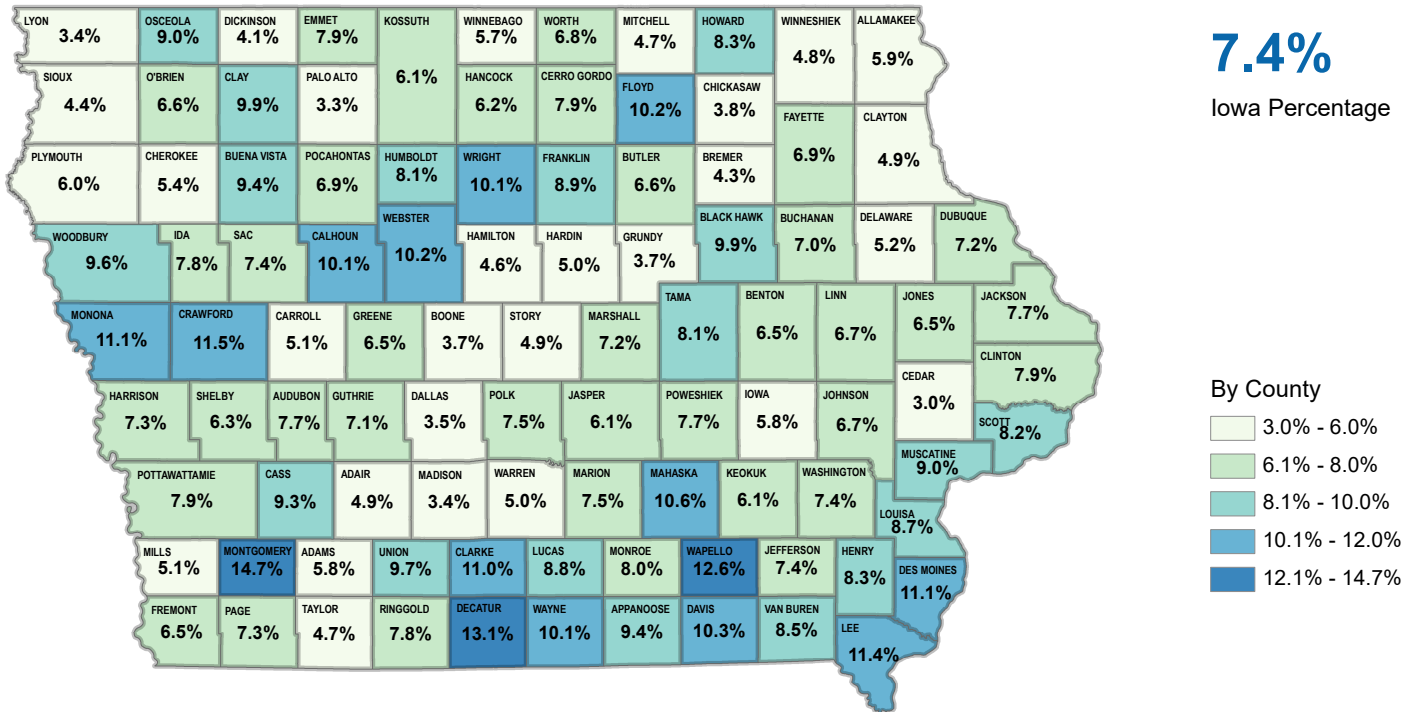 LYON
3.4%
OSCEOLA
9.0%
DICKINSON
4.1%
EMMET
7.9%
KOSSUTH
6.1%
WINNEBAGO
5.7%
WORTH
6.8%
MITCHELL
4.7%
HOWARD
8.3%
WINNESHIEK
4.8%
ALLAMAKEE
5.9%
SIOUX
4.4%
O'BRIEN
6.6%
CLAY
9.9%
PALO ALTO
3.3%
HANCOCK
6.2%
CERRO GORDO
7.9%
FLOYD
10.2%
CHICKASAW
3.8%
FAYETTE
6.9%
CLAYTON
4.9%
PLYMOUTH
6.0%
CHEROKEE
5.4%
BUENA VISTA
9.4%
POCAHONTAS
6.9%
HUMBOLDT
8.1%
WRIGHT
10.1%
FRANKLIN
8.9%
BUTLER
6.6%
BREMER
4.3%
WOODBURY
9.6%
IDA
7.8%
SAC
7.4%
CALHOUN
10.1%
WEBSTER
10.2%
HAMILTON
4.6%
HARDIN
5.0%
GRUNDY
3.7%
BLACK HAWK
9.9%
BUCHANAN
7.0%
DELAWARE
5.2%
DUBUQUE
7.2%
MONONA
11.1%
CRAWFORD
11.5%
CARROLL
5.1%
GREENE
6.5%
BOONE
3.7%
STORY
4.9%
MARSHALL
7.2%
TAMA
8.1%
BENTON
6.5%
LINN
6.7%
JONES
6.5%
JACKSON
7.7%
CLINTON
7.9%
CEDAR
3.0%
HARRISON
7.3%
SHELBY
6.3%
AUDUBON
7.7%
GUTHRIE
7.1%
DALLAS
3.5%
POLK
7.5%
JASPER
6.1%
POWESHIEK
7.7%
IOWA
5.8%
JOHNSON
6.7%
SCOTT
8.2%
MUSCATINE
9.0%
POTTAWATTAMIE
7.9%
CASS
9.3%
ADAIR
4.9%
MADISON
3.4%
WARREN
5.0%
MARION
7.5%
MAHASKA
10.6%
KEOKUK
6.1%
WASHINGTON
7.4%
LOUISA
8.7%
MILLS
5.1%
MONTGOMERY
14.7%
ADAMS
5.8%
UNION
9.7%
CLARKE
11.0%
LUCAS
8.8%
MONROE
8.0%
WAPELLO
12.6%
JEFFERSON
7.4%
HENRY
8.3%
DES MOINES
11.1%
FREMONT
6.5%
PAGE
7.3%
TAYLOR
4.7%
RINGGOLD
7.8%
DECATUR
13.1%
WAYNE
10.1%
APPANOOSE
9.4%
DAVIS
10.3%
VAN BUREN
8.5%
LEE
11.4%
7.4%
Iowa Percentage
By County
3.0% - 6.0%
6.1% - 8.0%
8.1% - 10.0%
10.1% - 12.0%
12.1% - 14.7%